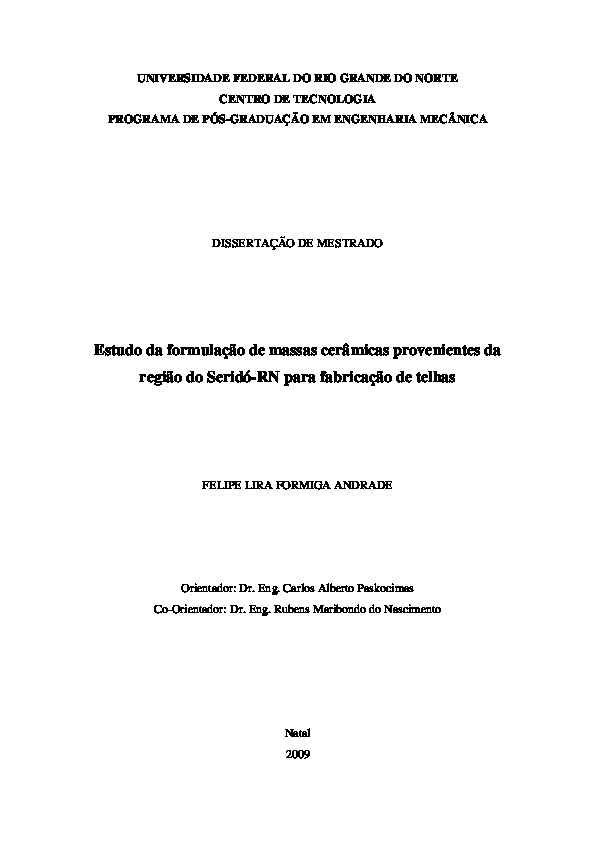 UNIVERSIDADE FEDERAL DO RIO GRANDE DO NORTE
CENTRO DE TECNOLOGIA
PROGRAMA DE PÓS-GRADUAÇÃO EM ENGENHARIA MECÂNICA
DISSERTAÇÃO DE MESTRADO
Estudo da formulação de massas cerâmicas provenientes da
região do Seridó-RN para fabricação de telhas
FELIPE LIRA FORMIGA ANDRADE
Orientador: Dr. Eng. Carlos Alberto Paskocimas
Co-Orientador: Dr. Eng. Rubens Maribondo do Nascimento
Natal
2009